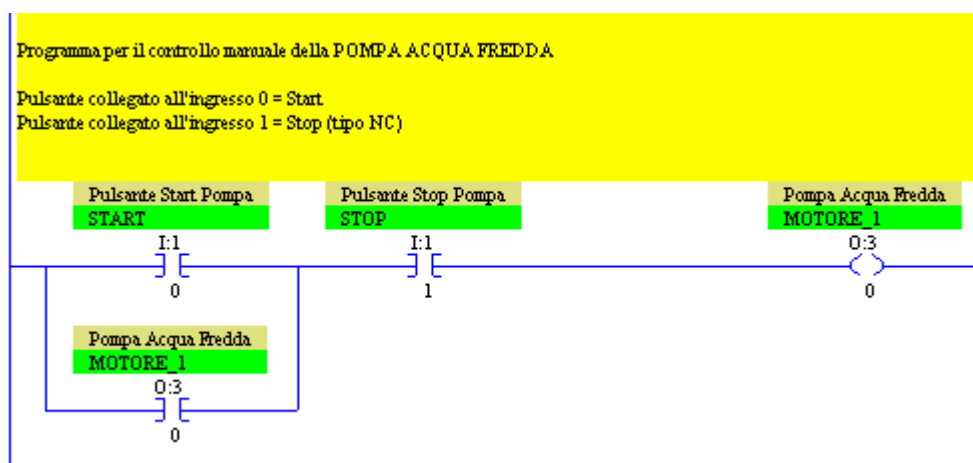 Programma per il controllo manuale della POMPA ACQUA FREDDA
Pulsante collegato all'ingresso 0 = Start
Pulsante collegato all'ingresso 1 = Stop (tipo NC)
Pulsante Start Pompa
START
I:1
0
Pulsante Stop Pompa
STOP
I:1
1
Pompa Acqua Fredda
MOTORE_1
O:3
0
Pompa Acqua Fredda
MOTORE_1
O:3
0